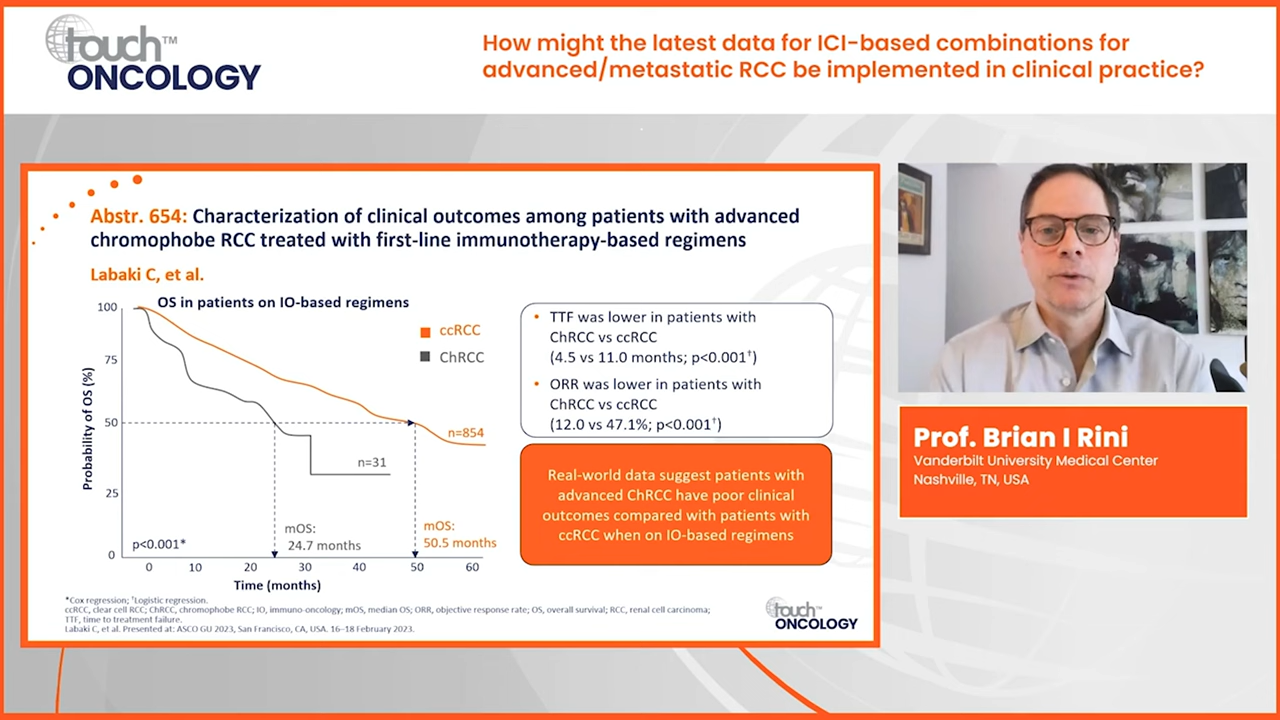 touch™
ONCOLOGY
How might the latest data for ICI-based combinations for
advanced/metastatic RCC be implemented in clinical practice?
Abstr. 654: Characterization of clinical outcomes among patients with advanced
chromophobe RCC treated with first-line immunotherapy-based regimens
Labaki C, et al.
OS in patients on IO-based regimens
Probability of OS (%)
100
75
50
25
0
ccRCC
ChRCC
n=854
n=31
mOS:
24.7 months
mOS:
50.5 months
p<0.001*
0 10 20 30 40 50 60
Time (months)
• TTF was lower in patients with
ChRCC vs ccRCC
(4.5 vs 11.0 months; p<0.001†)
• ORR was lower in patients with
ChRCC vs ccRCC
(12.0 vs 47.1%; p<0.001†)
Real-world data suggest patients with
advanced ChRCC have poor clinical
outcomes compared with patients with
ccRCC when on IO-based regimens
*Cox regression; †Logistic regression.
ccRCC, clear cell RCC; ChRCC, chromophobe RCC; IO, immuno-oncology; mOS, median OS; ORR, objective response rate; OS, overall survival; RCC, renal cell carcinoma;
TTF, time to treatment failure.
Labaki C, et al. Presented at: ASCO GU 2023, San Francisco, CA, USA. 16–18 February 2023.
touch
ONCOLOGY
Prof. Brian I Rini
Vanderbilt University Medical Center
Nashville, TN, USA